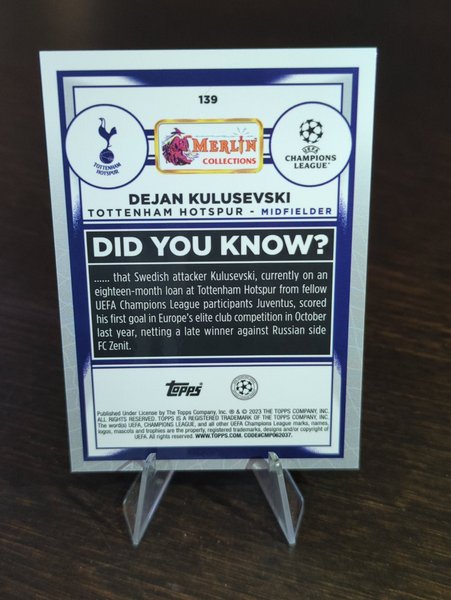 139
TOTTENHAM
HOTSPUR
MERLIN
COLLECTIONS
UEFA
CHAMPIONS
LEAGUE™
DEJAN KULUSEVSKI
TOTTENHAM HOTSPUR - MIDFIELDER
DID YOU KNOW?
...... that Swedish attacker Kulusevski, currently on an
eighteen-month loan at Tottenham Hotspur from fellow
UEFA Champions League participants Juventus, scored
his first goal in Europe's elite club competition in October
last year, netting a late winner against Russian side
FC Zenit.
topps
Published Under License by The Topps Company, Inc. ® & © 2023 THE TOPPS COMPANY, INC.
ALL RIGHTS RESERVED. TOPPS IS A REGISTERED TRADEMARK OF THE TOPPS COMPANY, INC.
The word(s) UEFA, CHAMPIONS LEAGUE, and all other UEFA Champions League marks, names,
logos, mascots and trophies are the property, registered trademarks, designs and/or copyright of
UEFA. All rights reserved. WWW.TOPPS.COM. CODE#CMP062037.